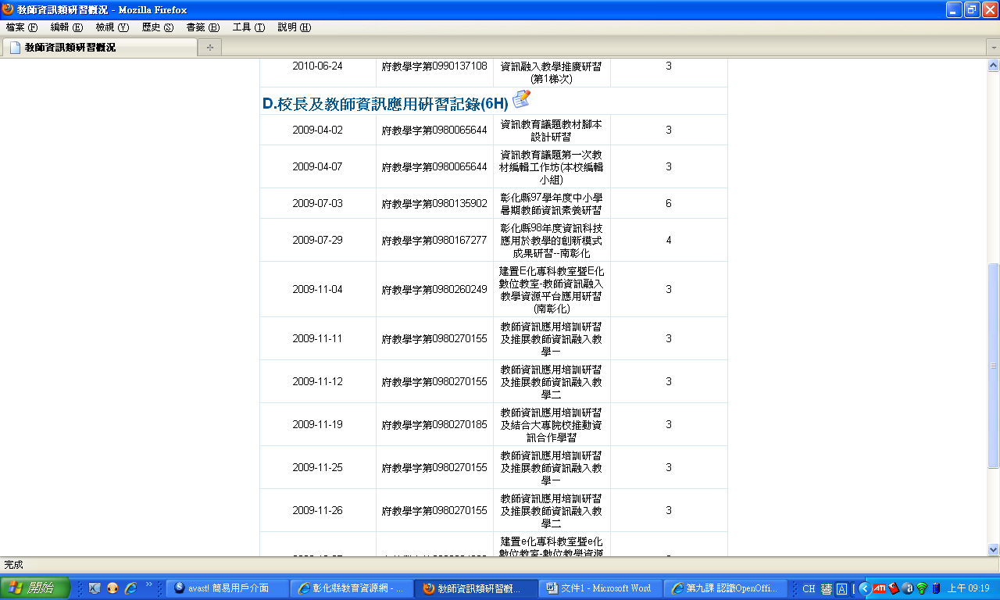 教師資訊類研習概況 - Mozilla Firefox
檔案(F) 編輯(E) 檢視(V) 歷史(S) 書籤(B) 工具(T) 說明(H)
教師資訊類研習概況
2010-06-24 府教學字第0990137108 資訊融入教學推廣研習 3
(第1梯次)
D.校長及教師資訊應用研習記錄(6H)
2009-04-02 府教學字第0980065644 資訊教育議題教材腳本 3
設計研習
資訊教育議題第一次教
2009-04-07 府教學字第0980065644 材編輯工作坊(本校編輯 3
小組)
2009-07-03 府教學字第0980135902 彰化縣97學年度中小學 6
暑期教師資訊素養研習
彰化縣98年度資訊科技
2009-07-29 府教學字第0980167277 應用於教學的創新模式 4
成果研習--南彰化
建置E化專科教室暨E化
數位教室-教師資訊融入
2009-11-04 府教學字第0980260249 教學資源平台應用研習 3
(南彰化)
教師資訊應用培訓研習
2009-11-11 府教學字第0980270155 及推展教師資訊融入教 3
學一
教師資訊應用培訓研習
2009-11-12 府教學字第0980270155 及推展教師資訊融入教 3
學二
教師資訊應用培訓研習
2009-11-19 府教學字第0980270185 及結合大專院校推動資 3
訊合作學習
教師資訊應用培訓研習
2009-11-25 府教學字第0980270155 及推展教師資訊融入教 3
學一
教師資訊應用培訓研習
2009-11-26 府教學字第0980270155 及推展教師資訊融入教 3
學二
建置e化專科教室暨e化
數位教室-數位教學資源
完成
開始 avast! 簡易用戶介面 彰化縣教育資源網 - ... 教師資訊類研習概... 文件1 - Microsoft Word 第九課 認識OpenOffi... CH ATI 上午 09:19